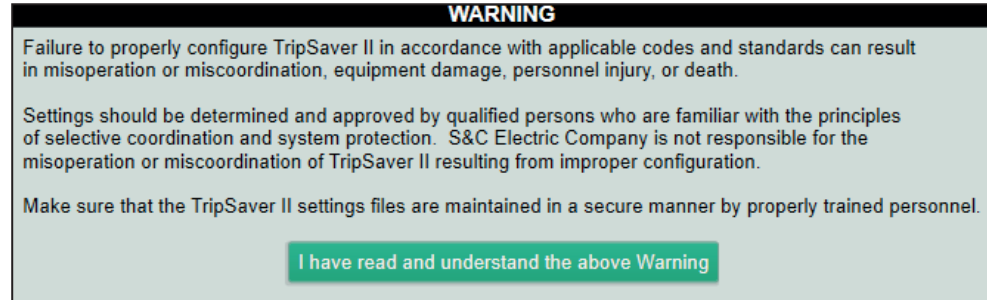 WARNING
Failure to properly configure TripSaver II in accordance with applicable codes and standards can result
in misoperation or miscoordination, equipment damage, personnel injury, or death.
Settings should be determined and approved by qualified persons who are familiar with the principles
of selective coordination and system protection.  S&C Electric Company is not responsible for the
misoperation or miscoordination of TripSaver II resulting from improper configuration.
Make sure that the TripSaver II settings files are maintained in a secure manner by properly trained personnel.
I have read and understand the above Warning